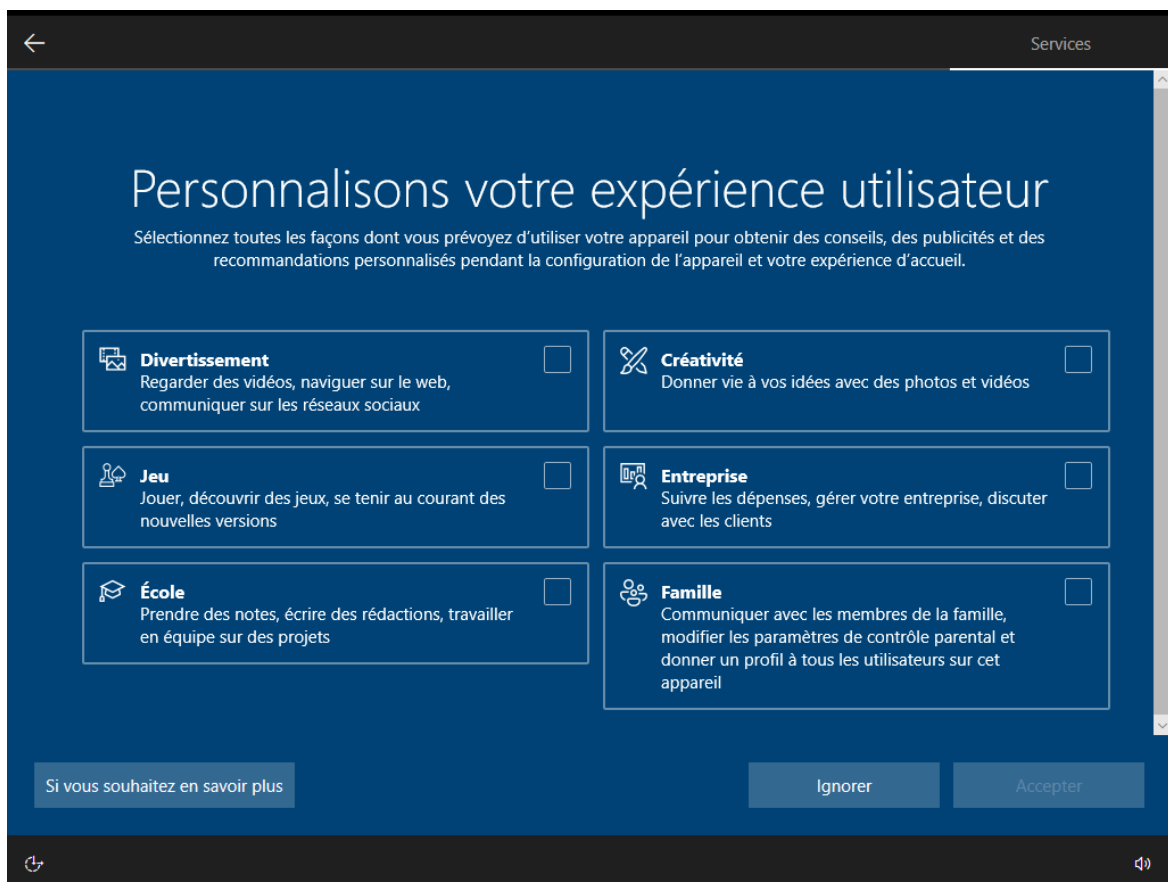 Services
Personnalisons votre expérience utilisateur
Sélectionnez toutes les façons dont vous prévoyez d’utiliser votre appareil pour obtenir des conseils, des publicités et des
recommandations personnalisés pendant la configuration de l’appareil et votre expérience d’accueil.
Divertissement
Regarder des vidéos, naviguer sur le web,
communiquer sur les réseaux sociaux
Créativité
Donner vie à vos idées avec des photos et vidéos
Jeu
Jouer, découvrir des jeux, se tenir au courant des
nouvelles versions
Entreprise
Suivre les dépenses, gérer votre entreprise, discuter
avec les clients
École
Prendre des notes, écrire des rédactions, travailler
en équipe sur des projets
Famille
Communiquer avec les membres de la famille,
modifier les paramètres de contrôle parental et
donner un profil à tous les utilisateurs sur cet
appareil
Si vous souhaitez en savoir plus
Ignorer
Accepter